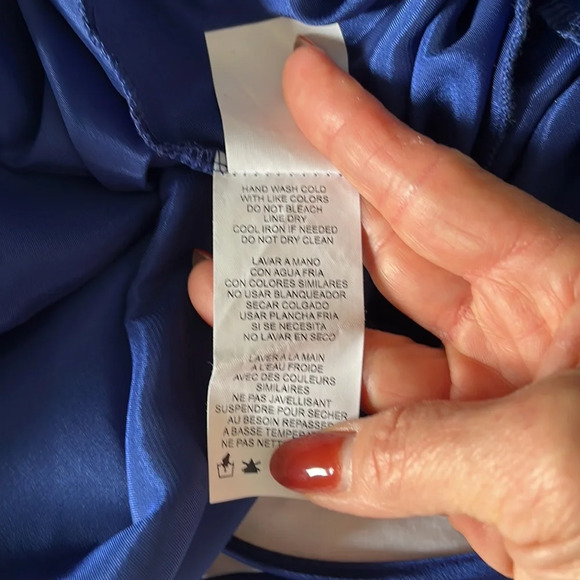 HAND WASH COLD
WITH LIKE COLORS
DO NOT BLEACH
LINE DRY
COOL IRON IF NEEDED
DO NOT DRY CLEAN
LAVAR A MANO
CON AGUA FRIA
CON COLORES SIMILARES
NO USAR BLANQUEADOR
SECAR COLGADO
USAR PLANCHA FRIA
SI SE NECESITA
NO LAVAR EN SECO
LAVER A LA MAIN
A L'EAU FROIDE
AVEC DES COULEURS
SIMILAIRES
NE PAS JAVELLISANT
SUSPENDRE POUR SECHER
AU BESOIN REPASSER
A BASSE
NE PAS